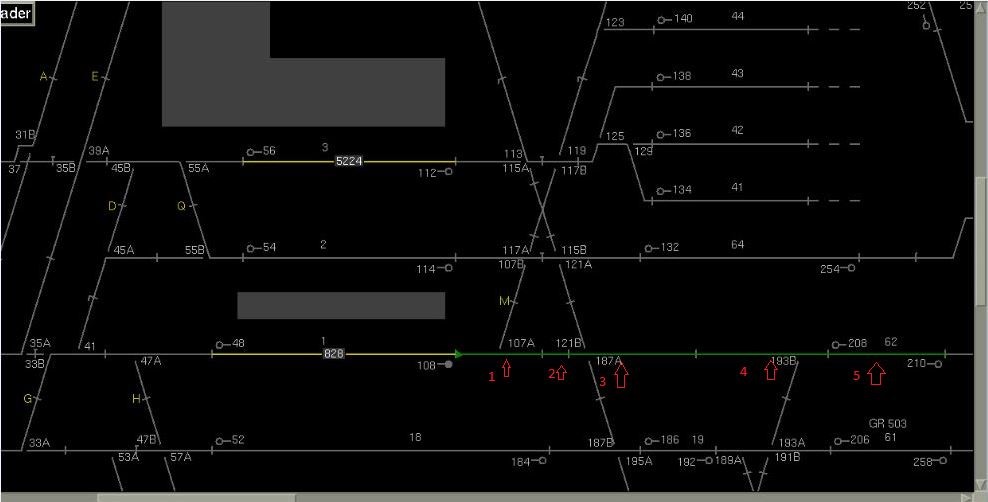 ader
252
25
123
140
44
A
E
138
43
31B
136
42
125
129
37
35B
39A
45B
55A
56
3
5224
112
113
115A
119
117B
134
41
D
Q
45A
55B
54
2
114
117A
107B
115B
121A
132
64
254
M
35A
33B
41
47A
48
1
828
108
107A
121B
187A
193B
208
62
210
1
2
3
4
5
G
H
GR 503
33A
47B
53A
57A
52
18
184
187B
195A
186
19
192
189A
193A
191B
206
61
258